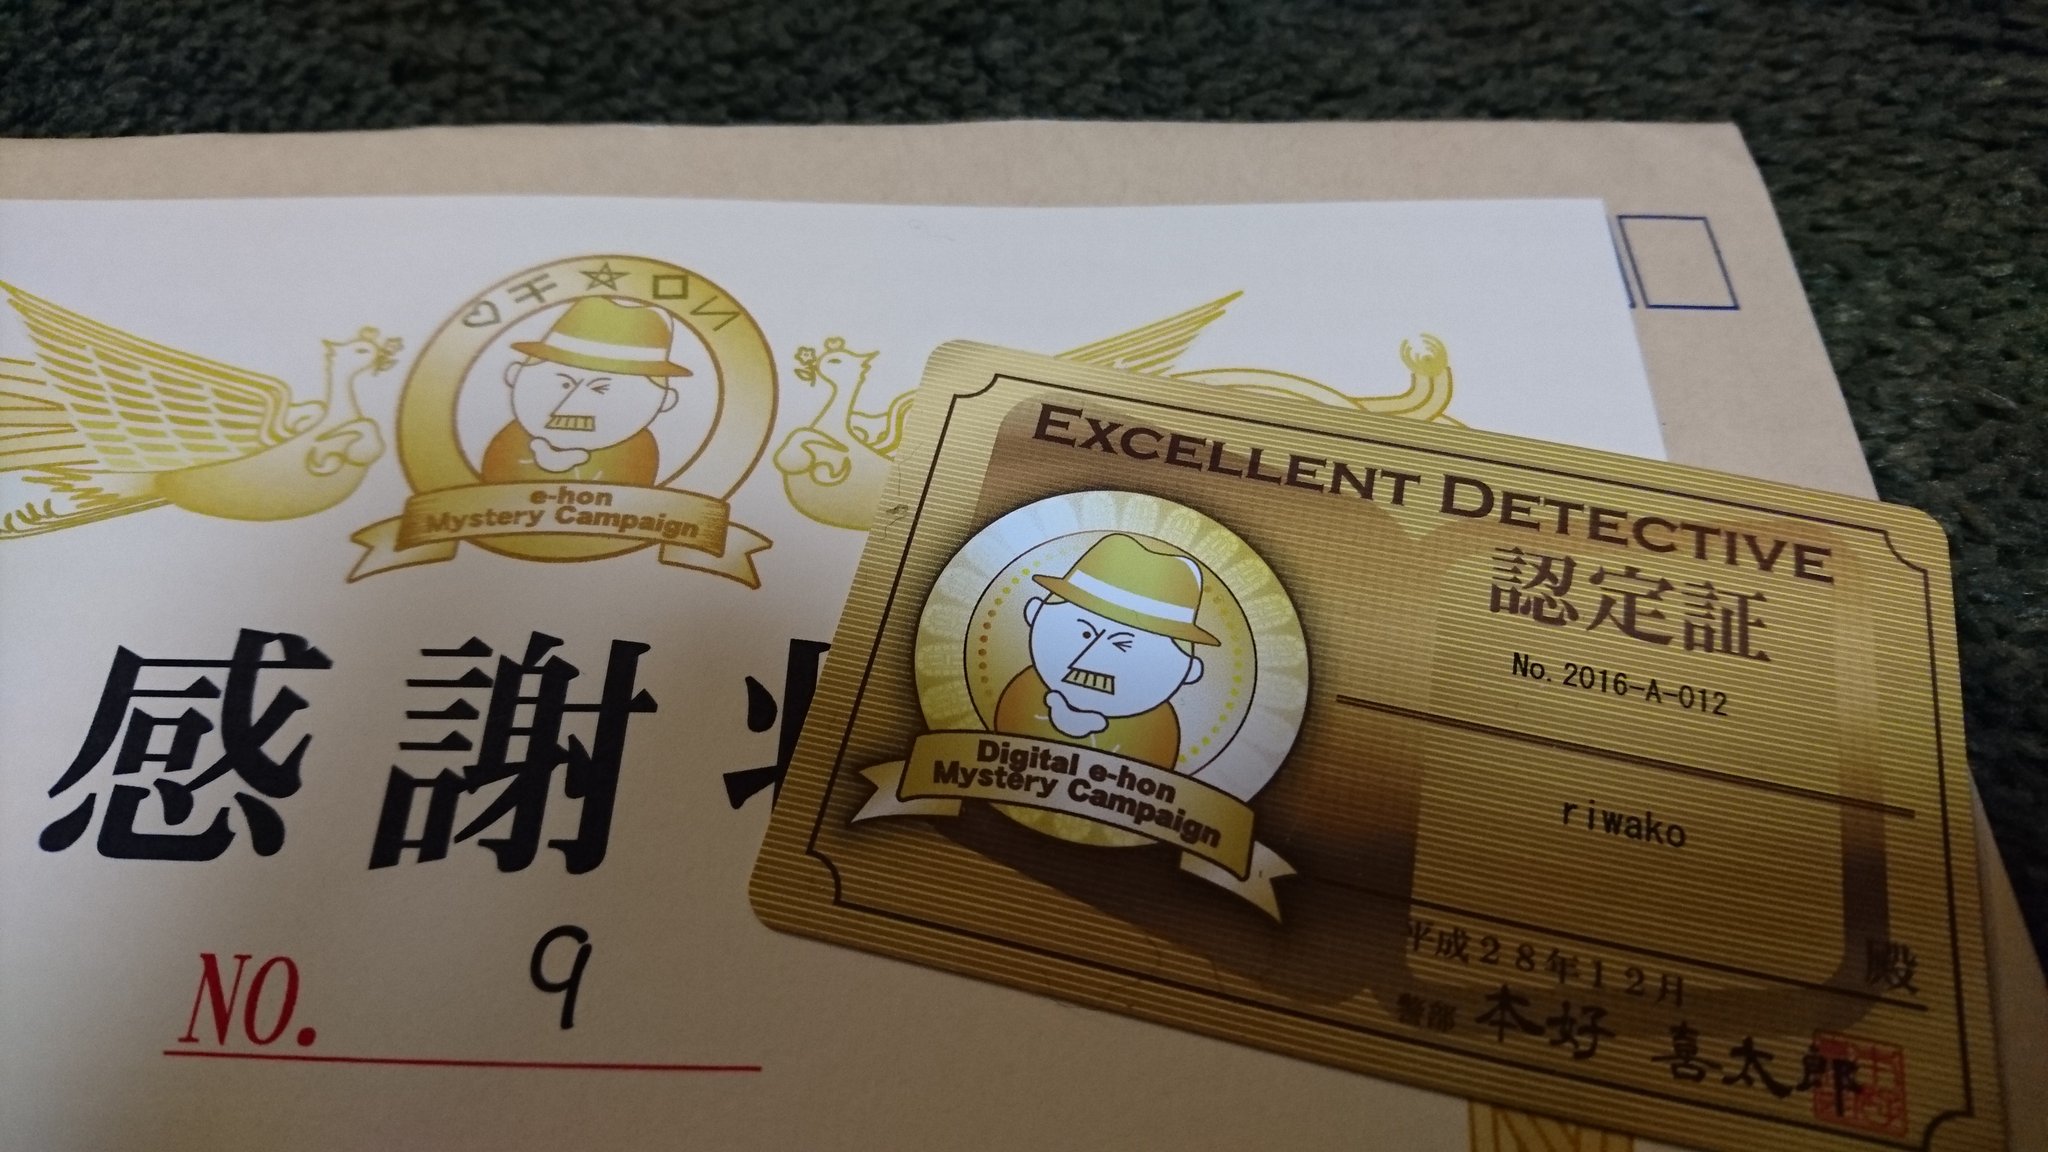 e-hon
Mystery Campaign
感謝
NO. 9
EXCELLENT DETECTIVE
認定証
No. 2016-A-012
riwako
殿
Digital e-hon
Mystery Campaign
平成28年12月
警部 本好 喜太郎